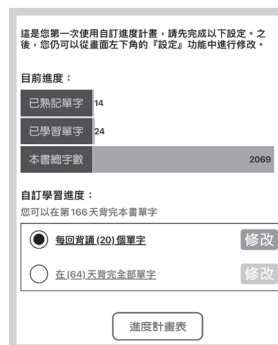 這是您第一次使用自訂進度計畫，請先完成以下設定。之
後，您仍可以從畫面左下角的『設定』功能中進行修改。
目前進度：
已熟記單字 14
已學習單字 24
本書總字數 2069
自訂學習進度：
您可以在第 166 天背完本書單字
每回背誦 (20) 個單字 修改
在 (64) 天背完全部單字 修改
進度計畫表